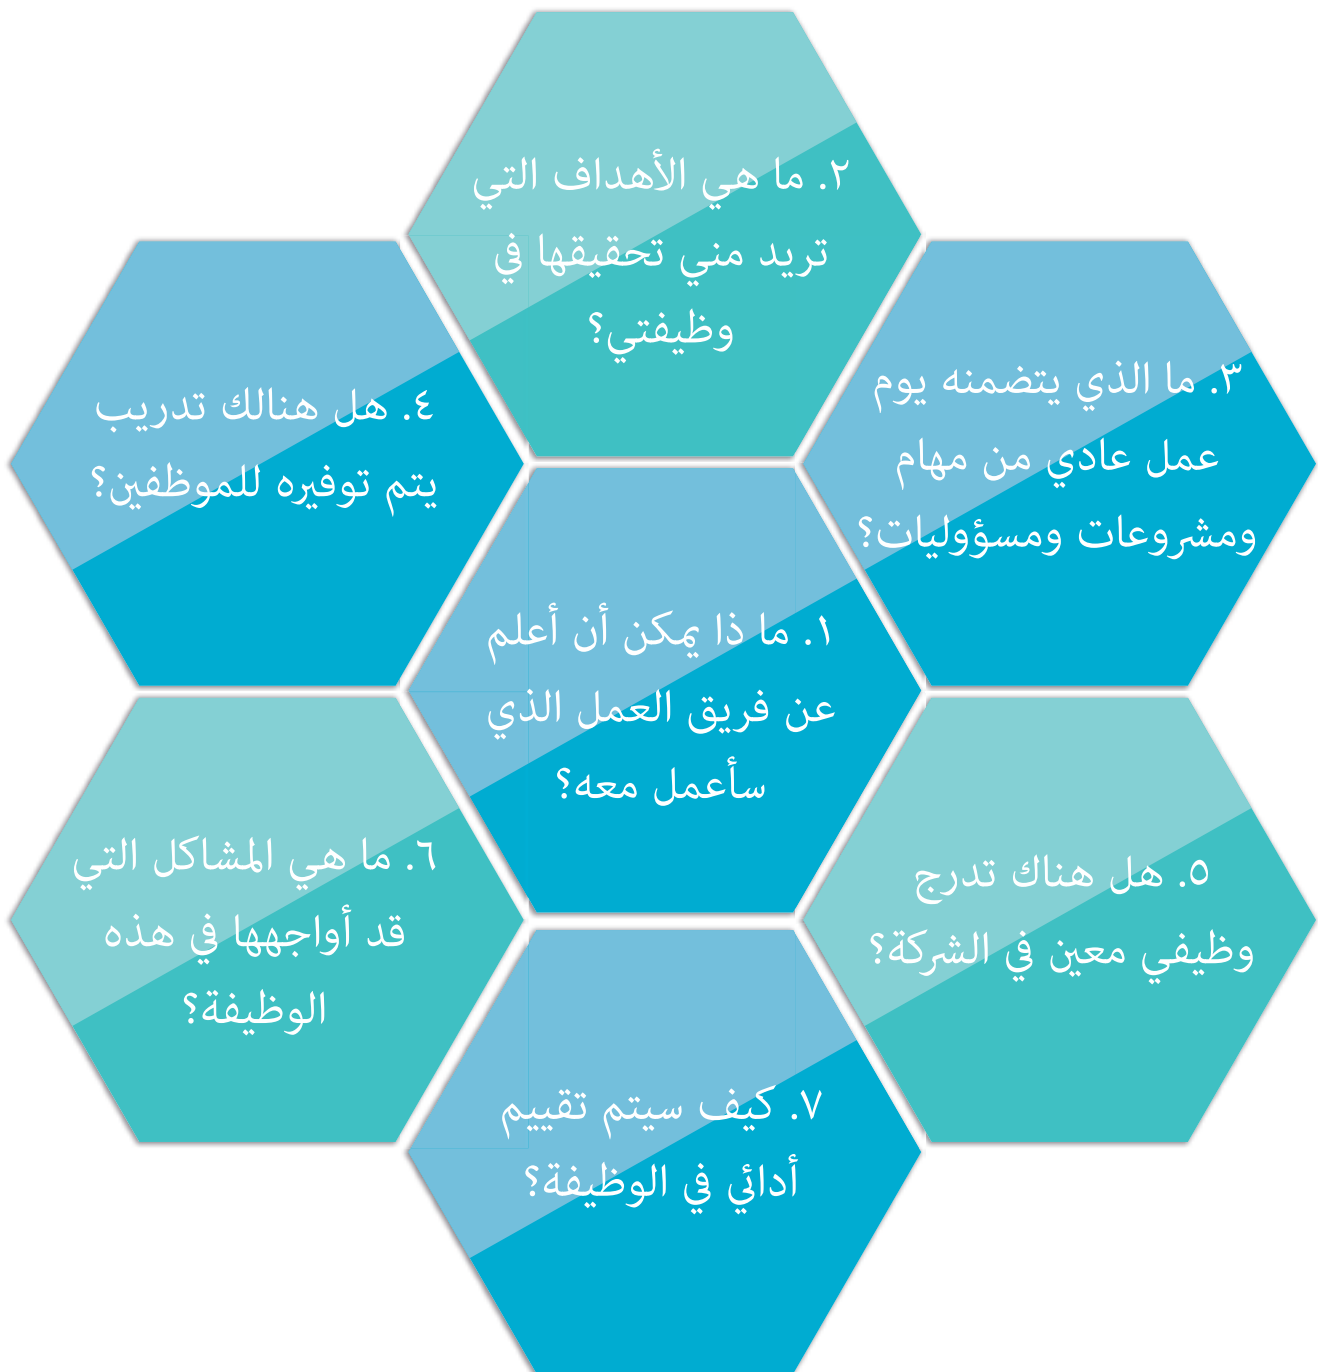 ١. ما ذا يمكن أن أعلم
عن فريق العمل الذي
سأعمل معه؟
٢. ما هي الأهداف التي
تريد مني تحقيقها في
وظيفتي؟
٣. ما الذي يتضمنه يوم
عمل عادي من مهام
ومشروعات ومسؤوليات؟
٤. هل هنالك تدريب
يتم توفيره للموظفين؟
٥. هل هناك تدرج
وظيفي معين في الشركة؟
٦. ما هي المشاكل التي
قد أواجهها في هذه
الوظيفة؟
٧. كيف سيتم تقييم
أدائي في الوظيفة؟